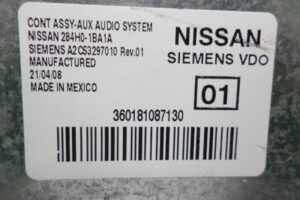 CONT ASSY-AUX AUDIO SYSTEM
NISSAN 284H0-1BA1A
SIEMENS A2C53297010 Rev.01
MANUFACTURED
21/04/08
MADE IN MEXICO
NISSAN
SIEMENS VDO
01
360181087130